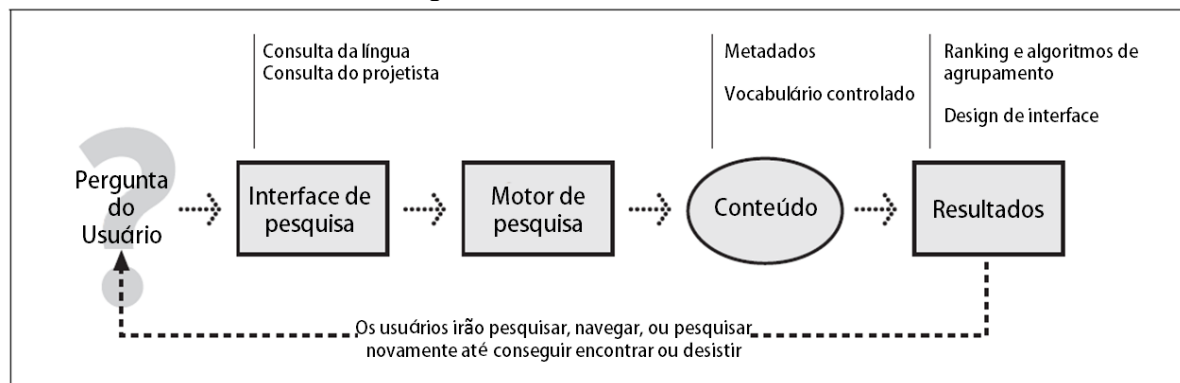 Consulta da língua
Consulta do projetista
Metadados
Vocabulário controlado
Ranking e algoritmos de
agrupamento
Design de interface
Pergunta
do
Usuário
Interface de
pesquisa
Motor de
pesquisa
Conteúdo
Resultados
Os usuários irão pesquisar, navegar, ou pesquisar
novamente até conseguir encontrar ou desistir